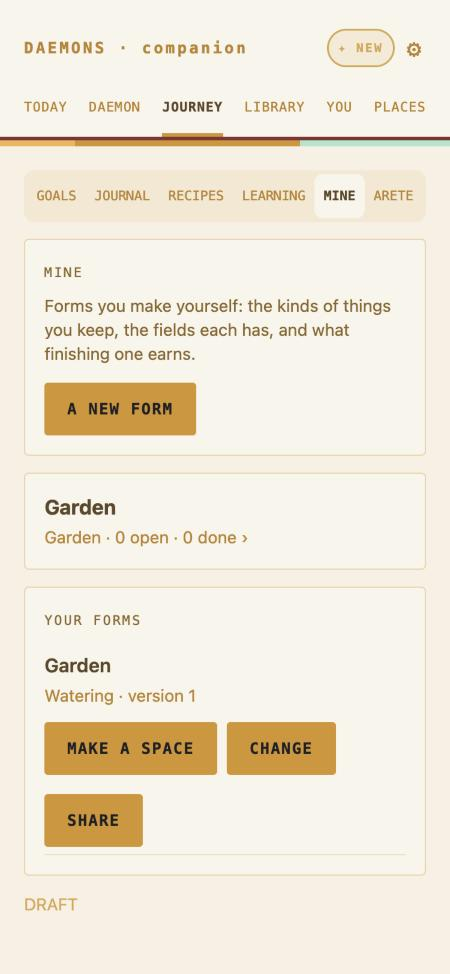 DAEMONS · companion
+ NEW
⚙
TODAY DAEMON JOURNEY LIBRARY YOU PLACES
GOALS JOURNAL RECIPES LEARNING MINE ARETE
MINE
Forms you make yourself: the kinds of things
you keep, the fields each has, and what
finishing one earns.
A NEW FORM
Garden
Garden · 0 open · 0 done ›
YOUR FORMS
Garden
Watering · version 1
MAKE A SPACE CHANGE
SHARE
DRAFT